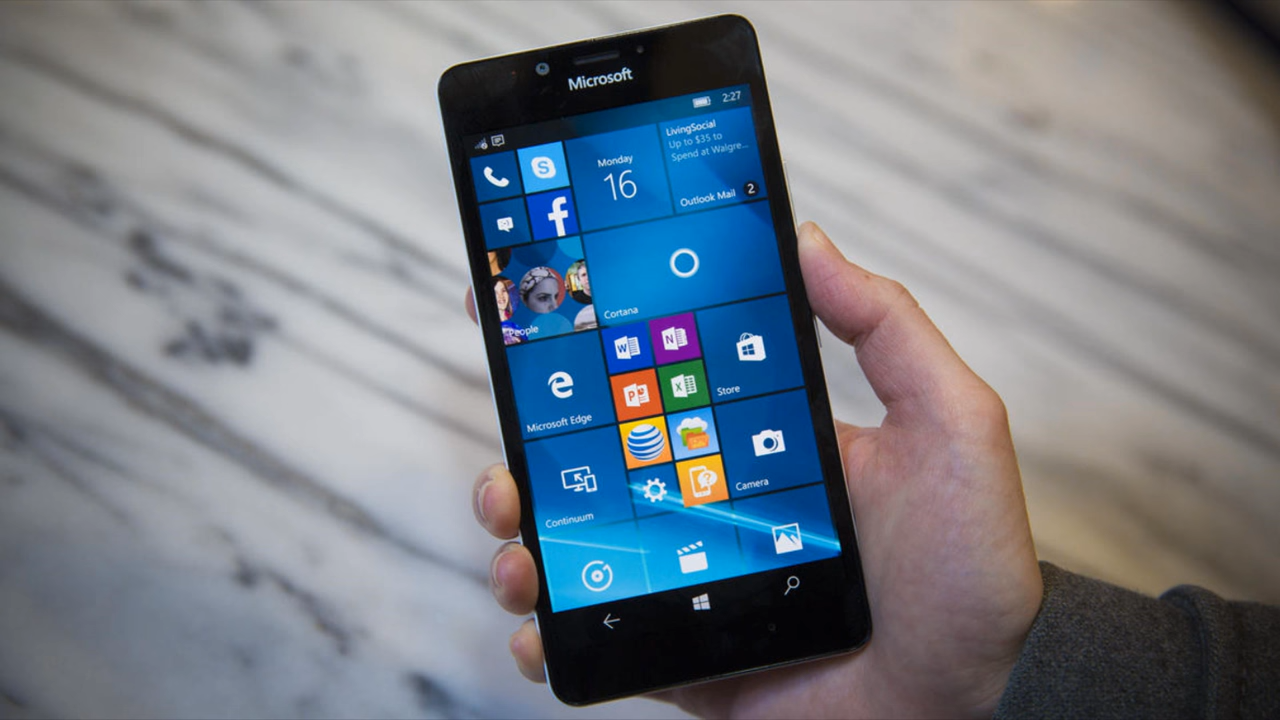 Microsoft
2:27
LivingSocial
Up to $35 to
Spend at Walgre...
Outlook Mail 2
Monday
16
S
f
People
Cortana
W
N
P
X
Store
Microsoft Edge
Continuum
?
Camera